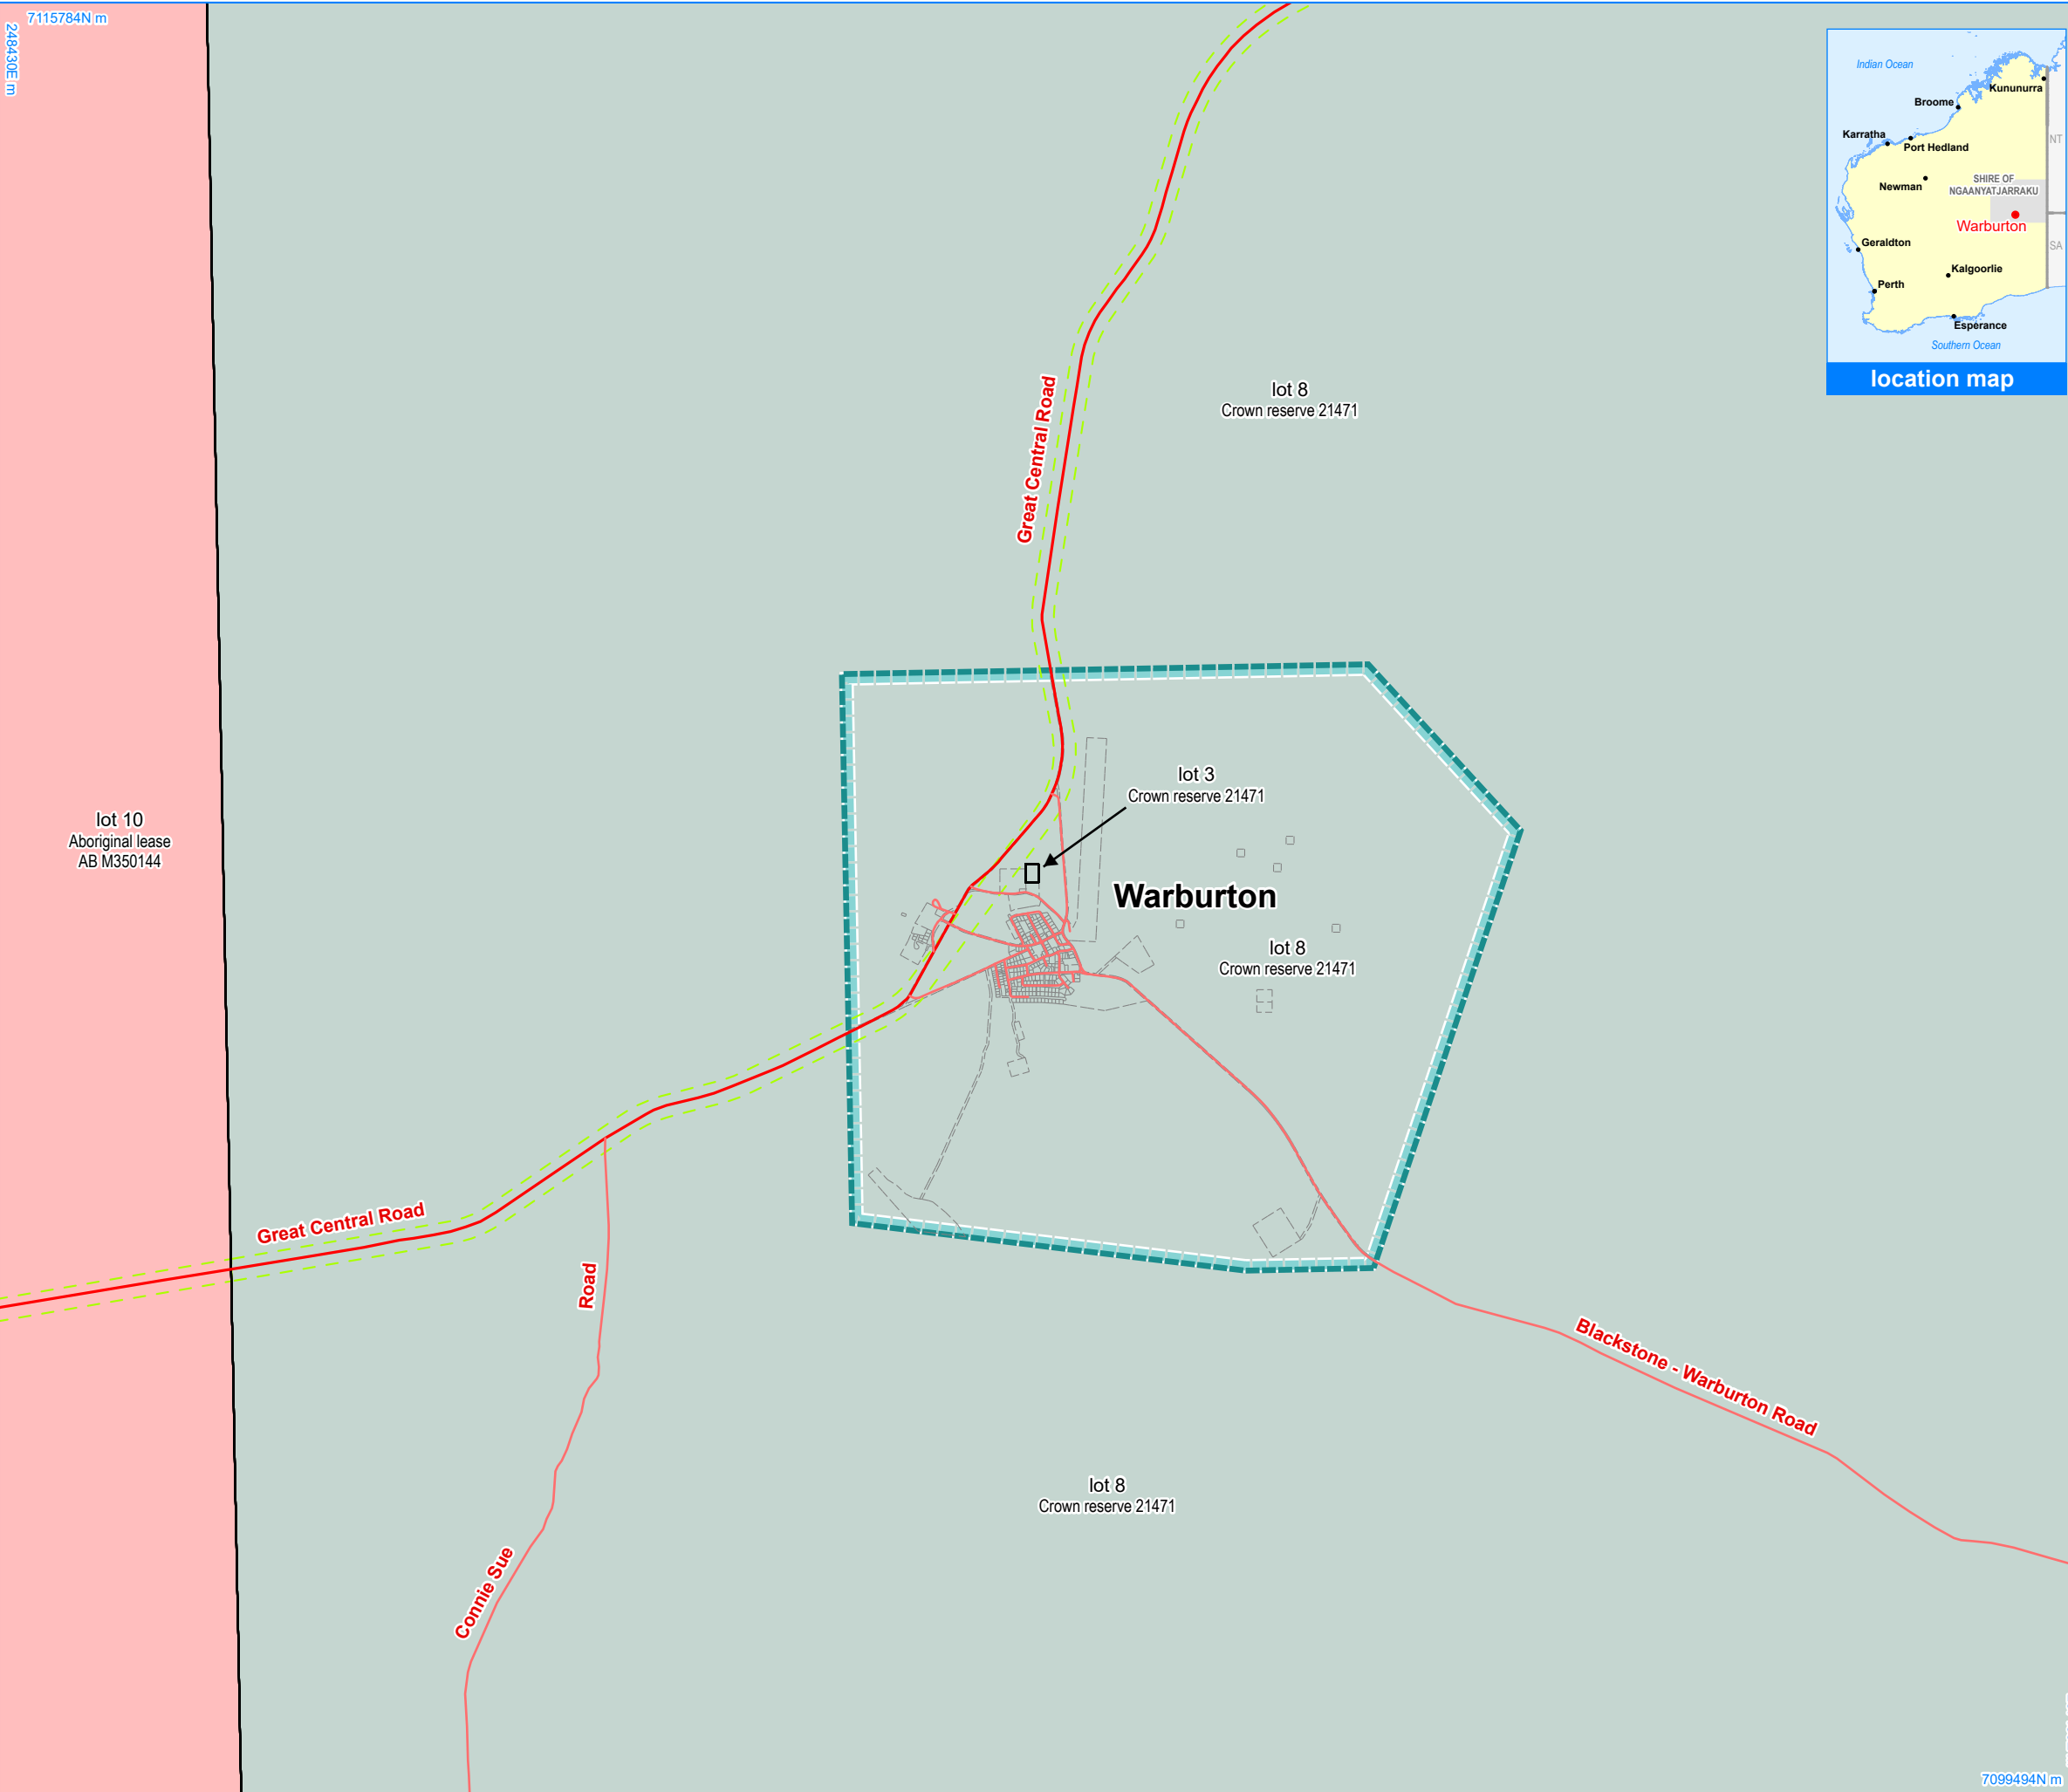 7115784N m
248430E m
Indian Ocean
Kununurra
Broome
Karratha
Port Hedland
NT
Newman
SHIRE OF
NGAANYATJARRAKU
Warburton
Geraldton
SA
Kalgoorlie
Perth
Esperance
Southern Ocean
location map
lot 8
Crown reserve 21471
Great Central Road
lot 3
Crown reserve 21471
lot 10
Aboriginal lease
AB M350144
Warburton
lot 8
Crown reserve 21471
Great Central Road
Road
Blackstone - Warburton Road
lot 8
Crown reserve 21471
Connie Sue
7099494N m